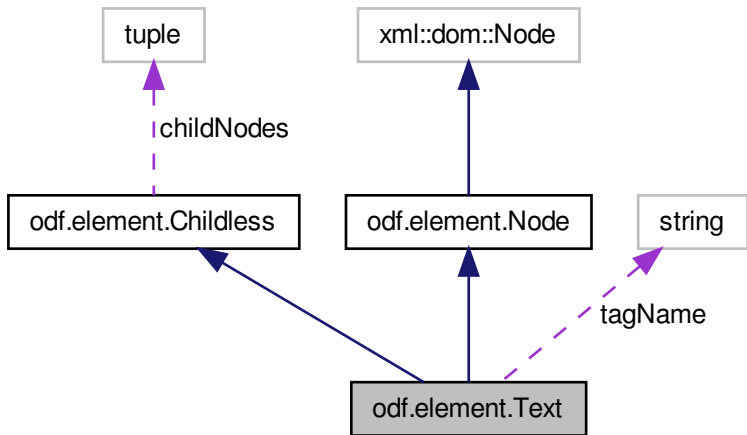 tuple
xml::dom::Node
childNodes
odf.element.Childless
odf.element.Node
string
tagName
odf.element.Text